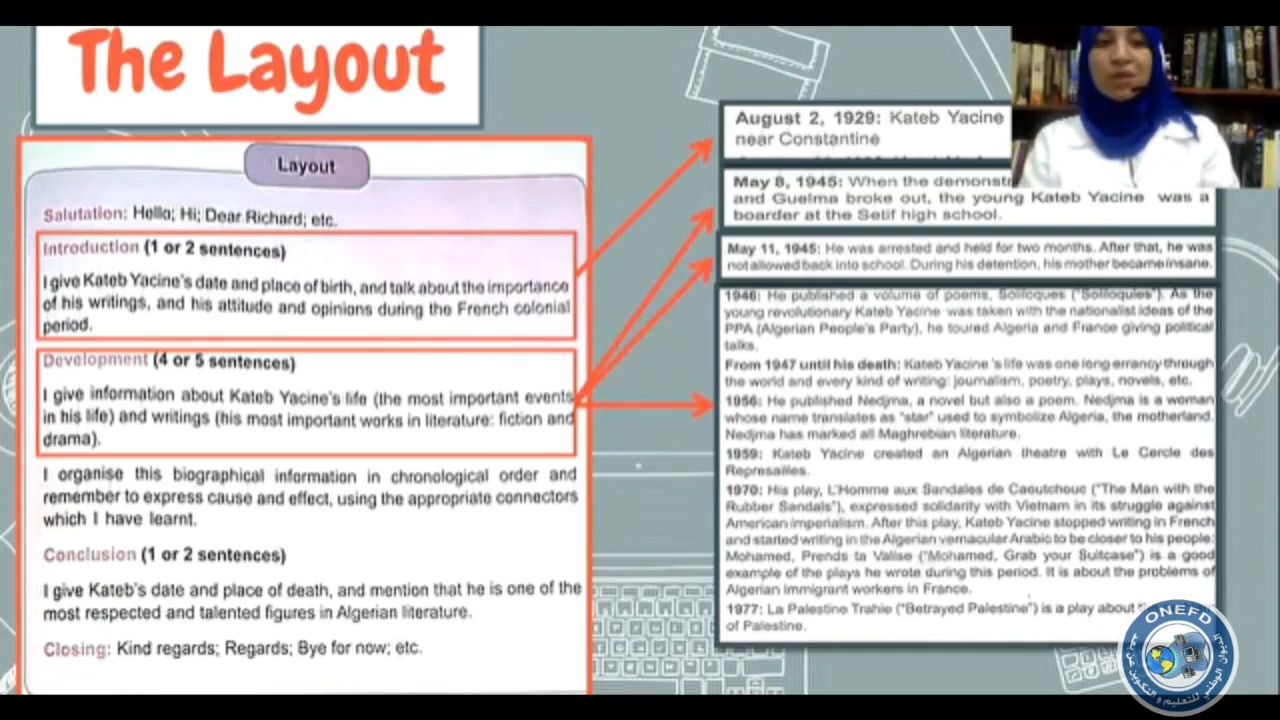 The Layout
Layout
Salutation: Hello; Hi; Dear Richard; etc.
Introduction (1 or 2 sentences)
I give Kateb Yacine's date and place of birth, and talk about the importance
of his writings, and his attitude and opinions during the French colonial
period.
Development (4 or 5 sentences)
I give information about Kateb Yacine's life (the most important events
in his life) and writings (his most important works in literature: fiction and
drama).
I organise this biographical information in chronological order and
remember to express cause and effect, using the appropriate connectors
which I have learnt.
Conclusion (1 or 2 sentences)
I give Kateb's date and place of death, and mention that he is one of the
most respected and talented figures in Algerian literature.
Closing: Kind regards; Regards; Bye for now; etc.
August 2, 1929: Kateb Yacine
near Constantine
May 8, 1945: When the
and Guelma broke out, the young Kateb Yacine was a
boarder at the Setif high school.
May 11, 1945: He was arrested and held for two months. After that, he was
not allowed back into school. During his detention, his mother became insane.
1946: He published a volume of poems, Soliloques ("Soliloquies"). As the
young revolutionary Kateb Yacine was taken with the nationalist ideas of the
PPA (Algerian People's Party), he toured Algeria and France giving political
talks.
From 1947 until his death: Kateb Yacine 's life was one long errancy through
the world and every kind of writing: journalism, poetry, plays, novels, etc.
1956: He published Nedjma, a novel but also a poem. Nedjma is a woman
whose name translates as "star" used to symbolize Algeria, the motherland.
Nedjma has marked all Maghrebian literature.
1959: Kateb Yacine created an Algerian theatre with Le Cercle des
Represailles.
1970: His play, L'Homme aux Sandales de Caoutchouc ("The Man with the
Rubber Sandals"), expressed solidarity with Vietnam in its struggle against
American imperialism. After this play, Kateb Yacine stopped writing in French
and started writing in the Algerian vernacular Arabic to be closer to his people:
Mohamed, Prends ta Valise ("Mohamed, Grab your Suitcase") is a good
example of the plays he wrote during this period. It is about the problems of
Algerian immigrant workers in France.
1977: La Palestine Trahie ("Betrayed Palestine") is a play about
of Palestine.
ONEFD